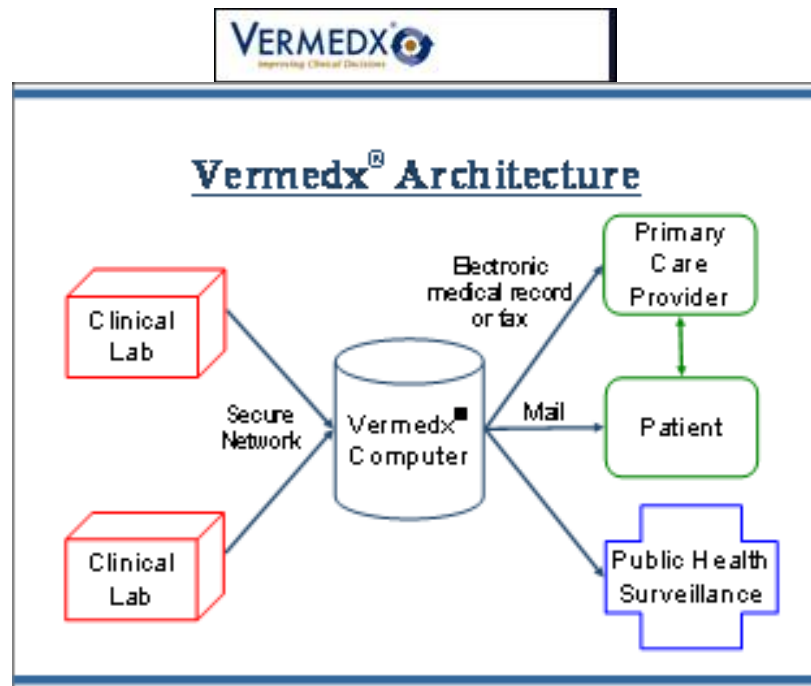 VERMEDX®
Improving Clinical Decisions
Vermedx® Architecture
Clinical
Lab
Clinical
Lab
Secure
Network
Vermedx■
Computer
Electronic
medical record
or fax
Mail
Primary
Care
Provider
Patient
Public Health
Surveillance